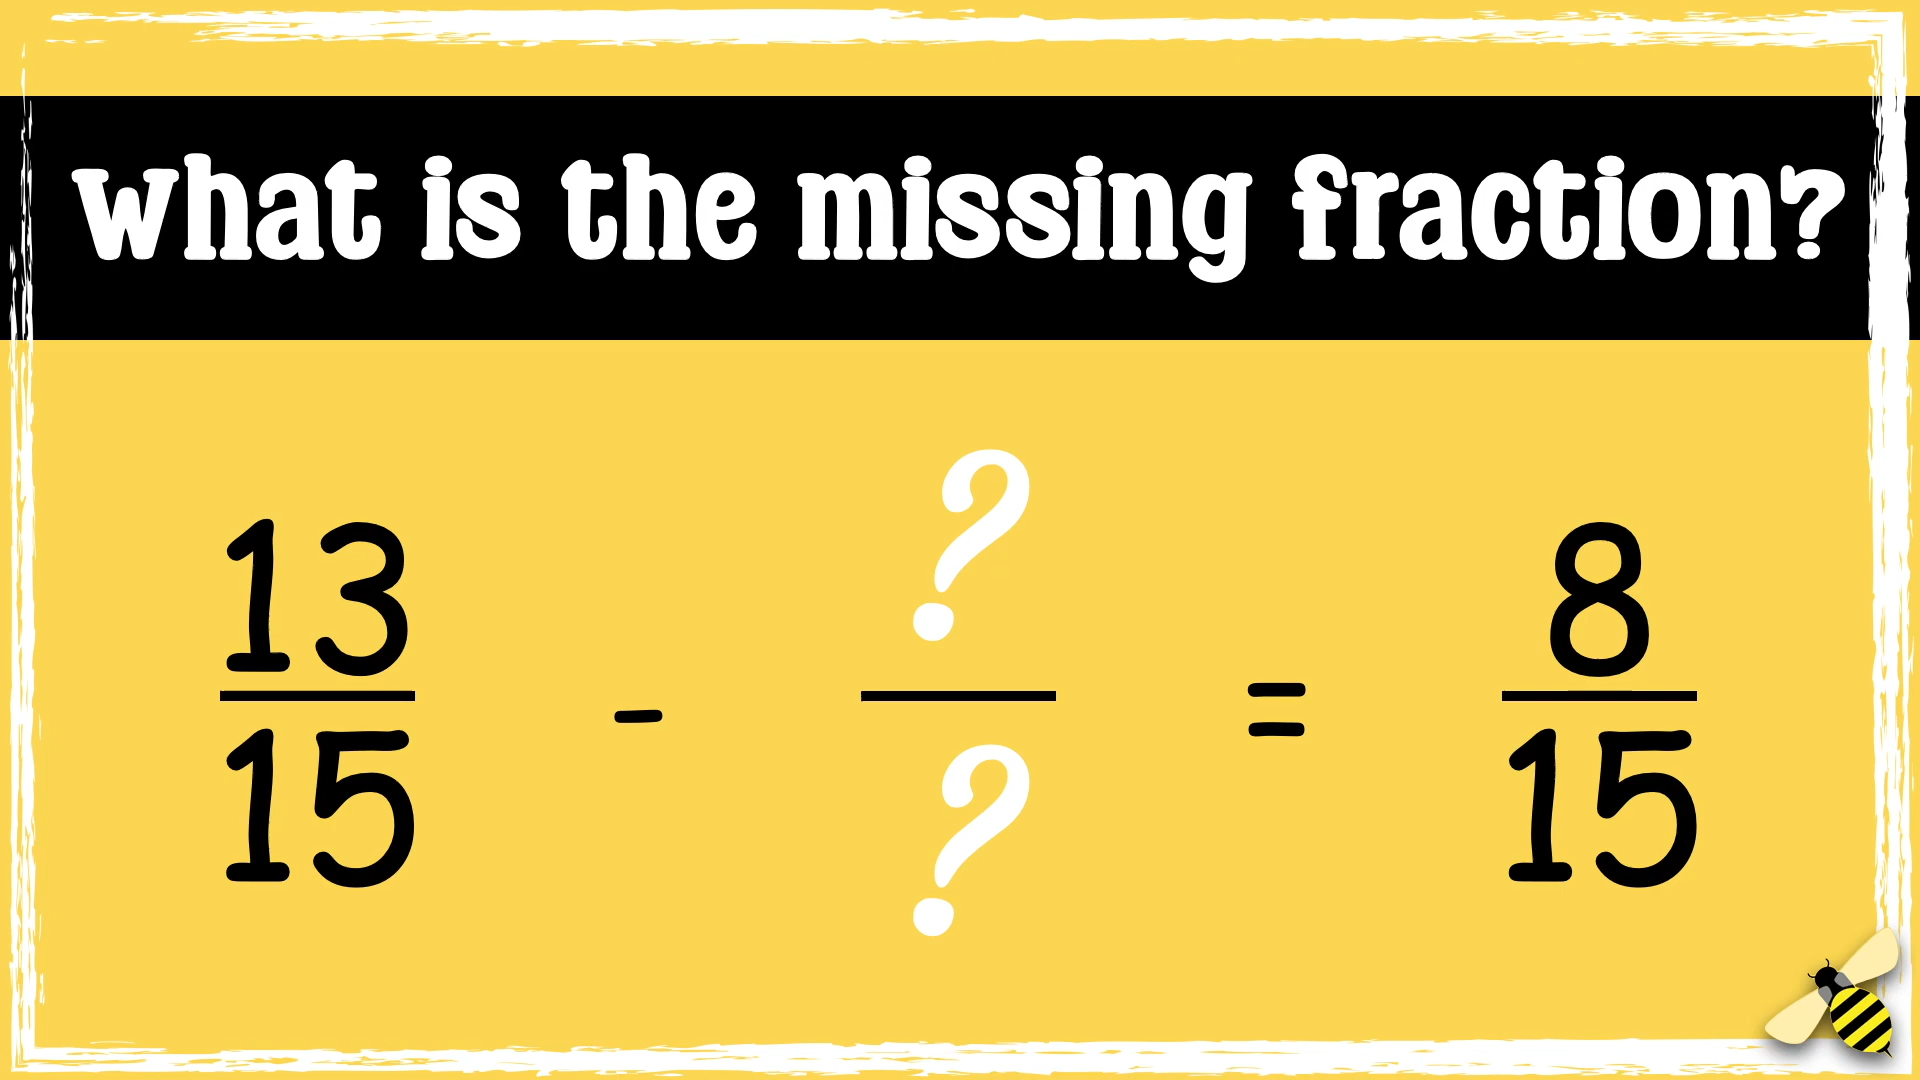 What is the missing fraction?
13/15 - ?/? = 8/15